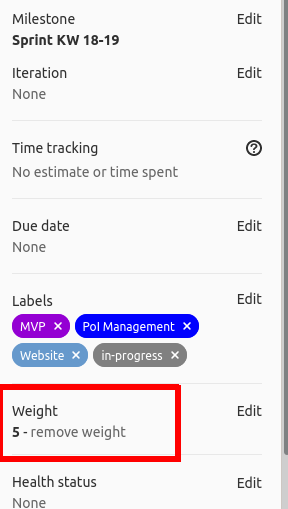 Milestone Edit
Sprint KW 18-19
Iteration Edit
None
Time tracking ?
No estimate or time spent
Due date Edit
None
Labels Edit
MVP × PoI Management ×
Website × in-progress ×
Weight Edit
5 - remove weight
Health status Edit
None